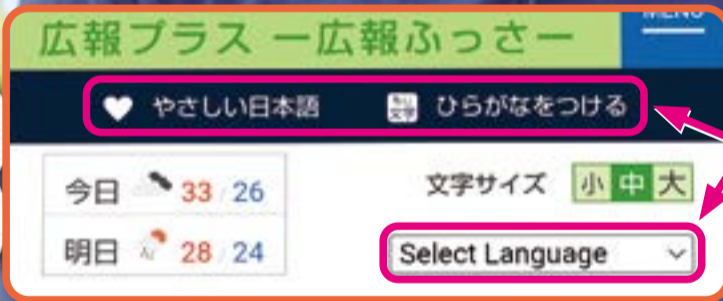 広報プラス ー広報ふっさー
MENU
やさしい日本語
ひらがなをつける
今日 33 / 26
文字サイズ 小 中 大
明日 28 / 24
Select Language